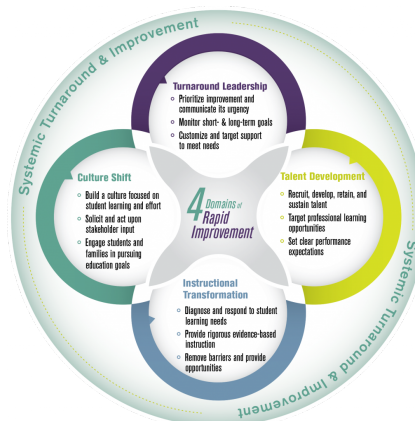 Systemic Turnaround & Improvement
Turnaround Leadership
Prioritize improvement and
communicate its urgency
Monitor short- & long-term goals
Customize and target support
to meet needs
Culture Shift
Build a culture focused on
student learning and effort
Solicit and act upon
stakeholder input
Engage students and
families in pursuing
education goals
4 Domains of
Rapid
Improvement
Talent Development
Recruit, develop, retain, and
sustain talent
Target professional learning
opportunities
Set clear performance
expectations
Instructional
Transformation
Diagnose and respond to student
learning needs
Provide rigorous evidence-based
instruction
Remove barriers and provide
opportunities
Systemic Turnaround & Improvement